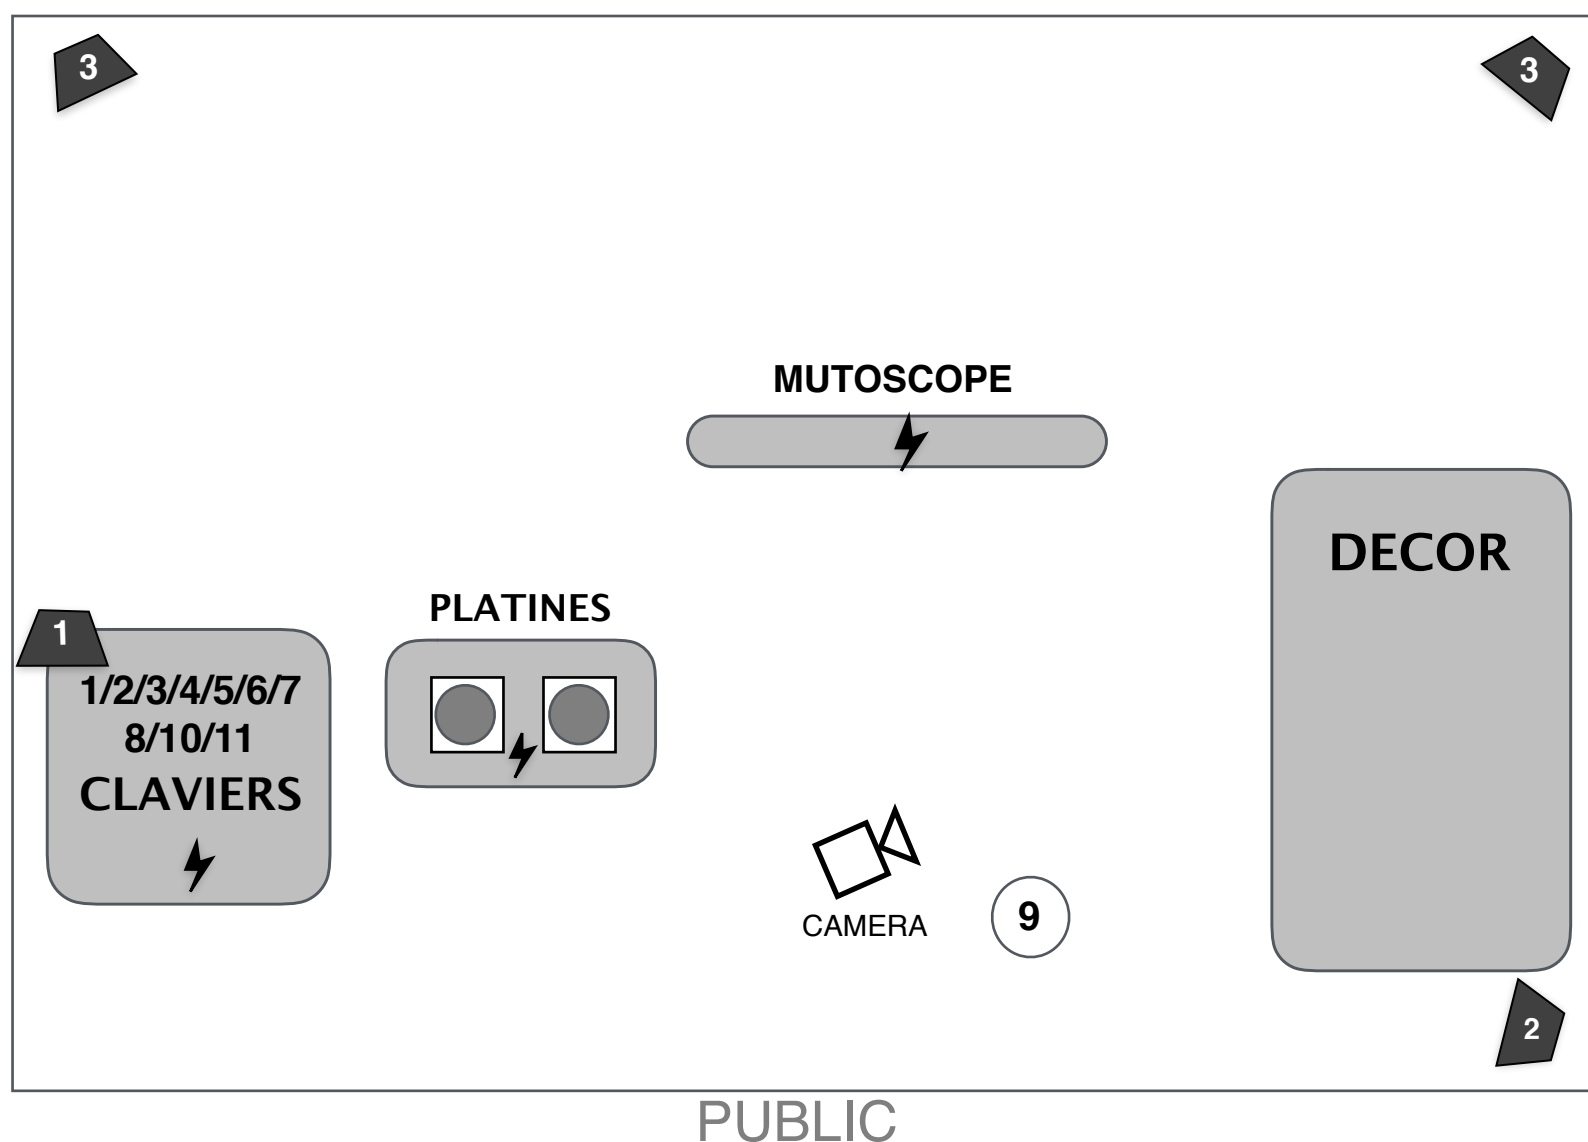 3
3
MUTOSCOPE
DECOR
PLATINES
1
1/2/3/4/5/6/7
8/10/11
CLAVIERS
CAMERA
9
2
PUBLIC